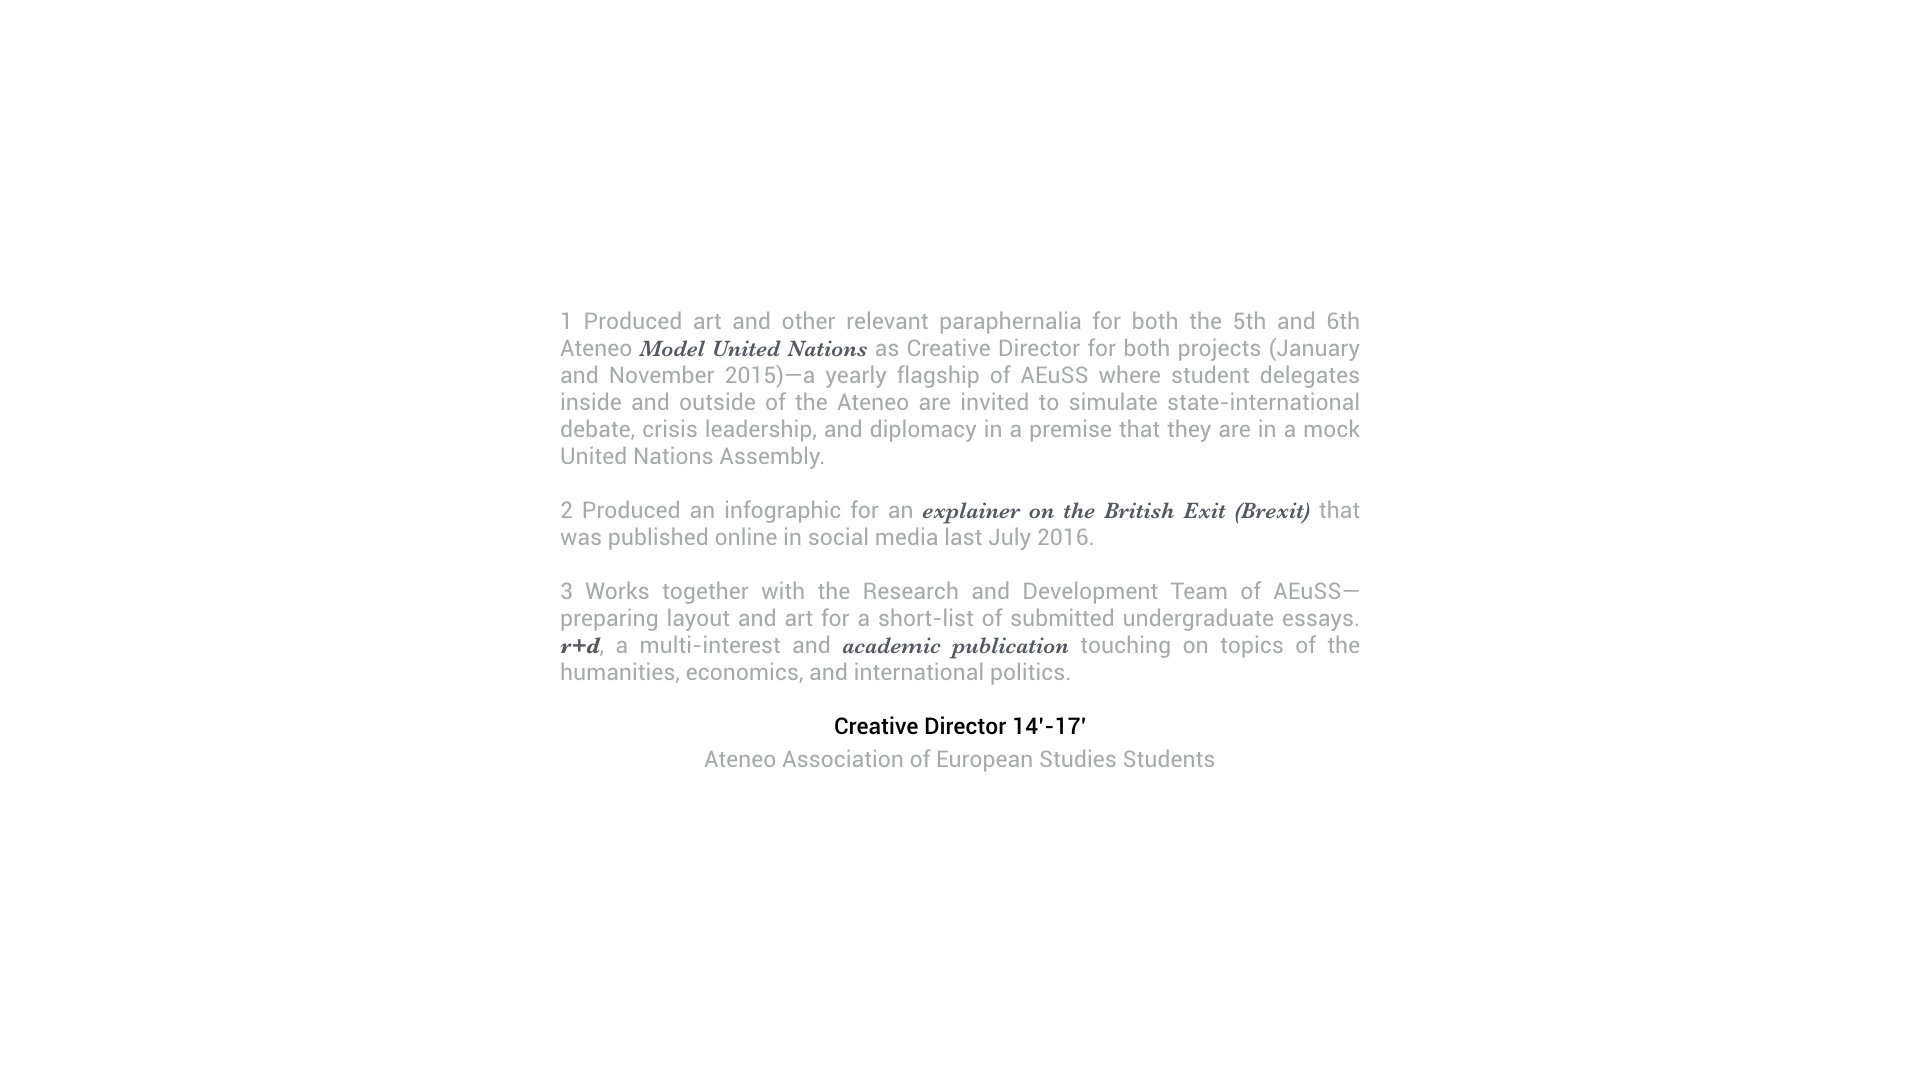 1 Produced art and other relevant paraphernalia for both the 5th and 6th
Ateneo Model United Nations as Creative Director for both projects (January
and November 2015)—a yearly flagship of AEuSS where student delegates
inside and outside of the Ateneo are invited to simulate state-international
debate, crisis leadership, and diplomacy in a premise that they are in a mock
United Nations Assembly.
2 Produced an infographic for an explainer on the British Exit (Brexit) that
was published online in social media last July 2016.
3 Works together with the Research and Development Team of AEuSS—
preparing layout and art for a short-list of submitted undergraduate essays.
r+d, a multi-interest and academic publication touching on topics of the
humanities, economics, and international politics.
Creative Director 14'-17'
Ateneo Association of European Studies Students